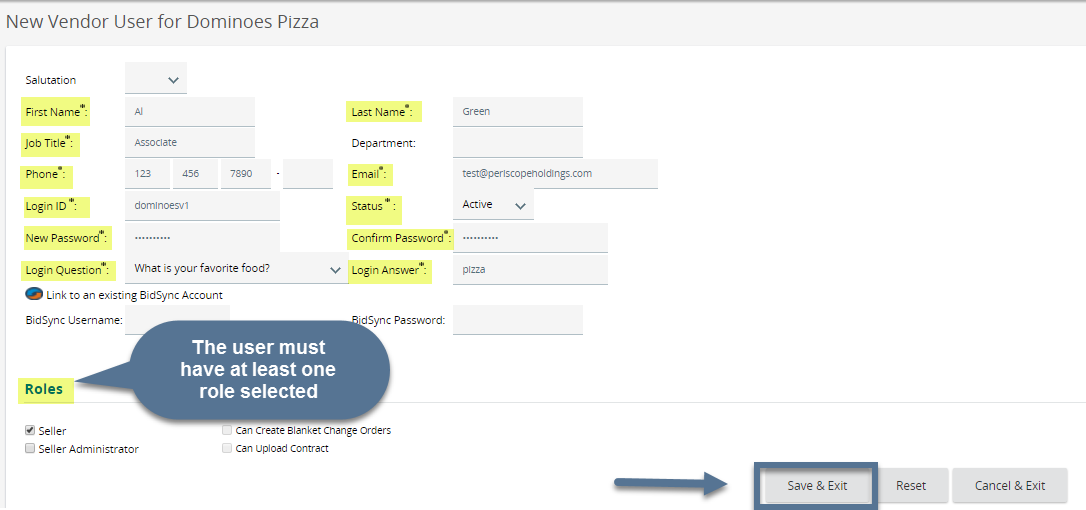 New Vendor User for Dominoes Pizza
Salutation
First Name*: Al Last Name*: Green
Job Title*: Associate Department:
Phone*: 123 456 7890 - Email*: test@periscopeholdings.com
Login ID *: dominoesv1 Status *: Active
New Password*: •••••••••• Confirm Password*: ••••••••••
Login Question*: What is your favorite food? Login Answer*: pizza
Link to an existing BidSync Account
BidSync Username: BidSync Password:
The user must
have at least one
role selected
Roles
Seller Can Create Blanket Change Orders
Seller Administrator Can Upload Contract
Save & Exit Reset Cancel & Exit